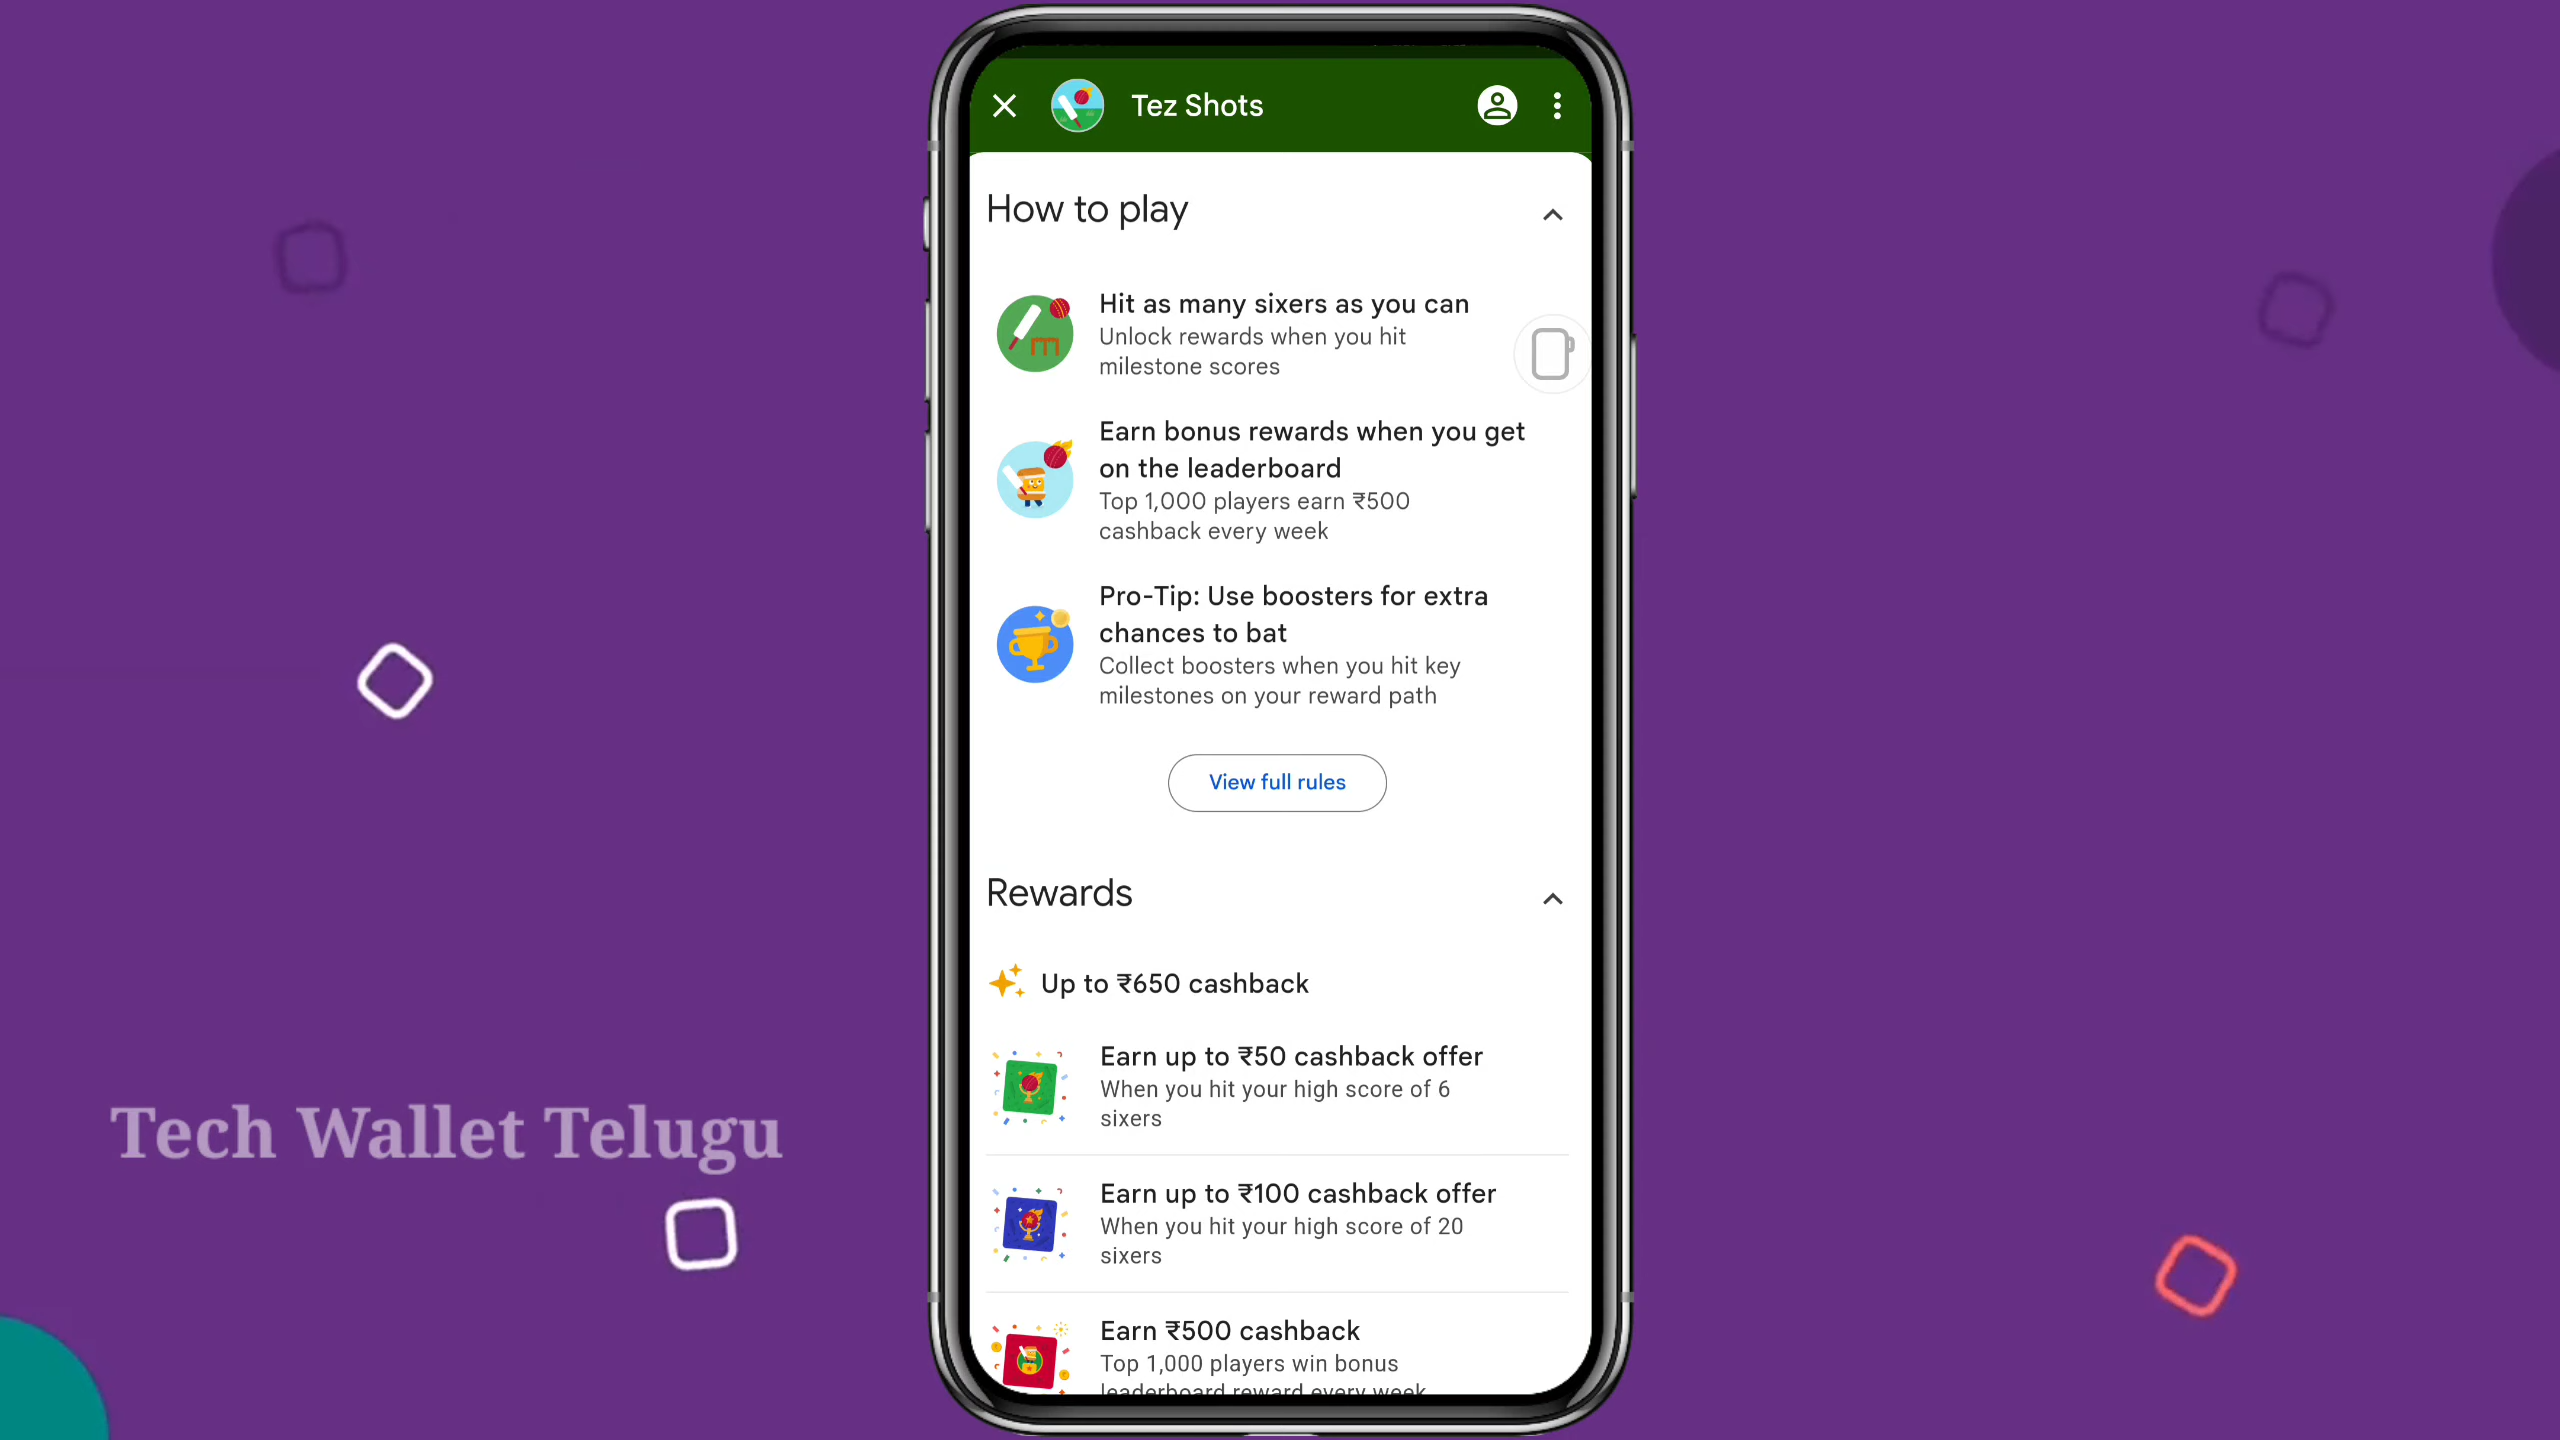 Tez Shots
How to play
Hit as many sixers as you can
Unlock rewards when you hit
milestone scores
Earn bonus rewards when you get
on the leaderboard
Top 1,000 players earn ₹500
cashback every week
Pro-Tip: Use boosters for extra
chances to bat
Collect boosters when you hit key
milestones on your reward path
View full rules
Rewards
Up to ₹650 cashback
Earn up to ₹50 cashback offer
When you hit your high score of 6
sixers
Earn up to ₹100 cashback offer
When you hit your high score of 20
sixers
Earn ₹500 cashback
Top 1,000 players win bonus
leaderboard reward every week
Tech Wallet Telugu